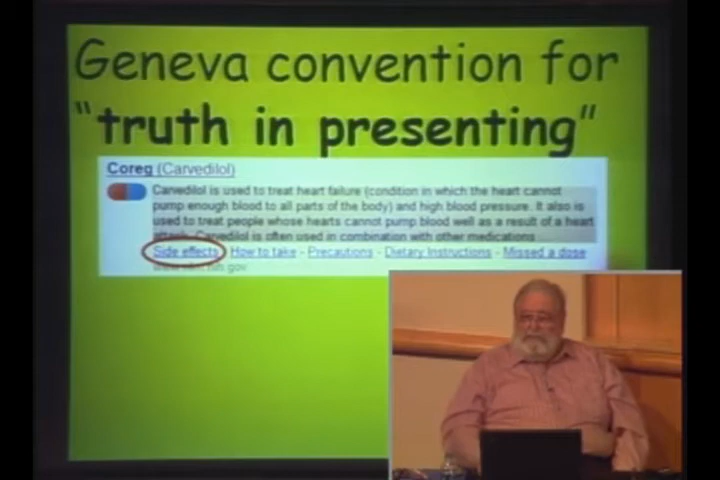 Geneva convention for
“truth in presenting”
Coreg (Carvedilol)
Carvedilol is used to treat heart failure (condition in which the heart cannot
pump enough blood to all parts of the body) and high blood pressure. It also is
used to treat people whose hearts cannot pump blood well as a result of a heart
attack. Carvedilol is often used in combination with other medications
Side effects - How to take - Precautions - Dietary Instructions - Missed a dose